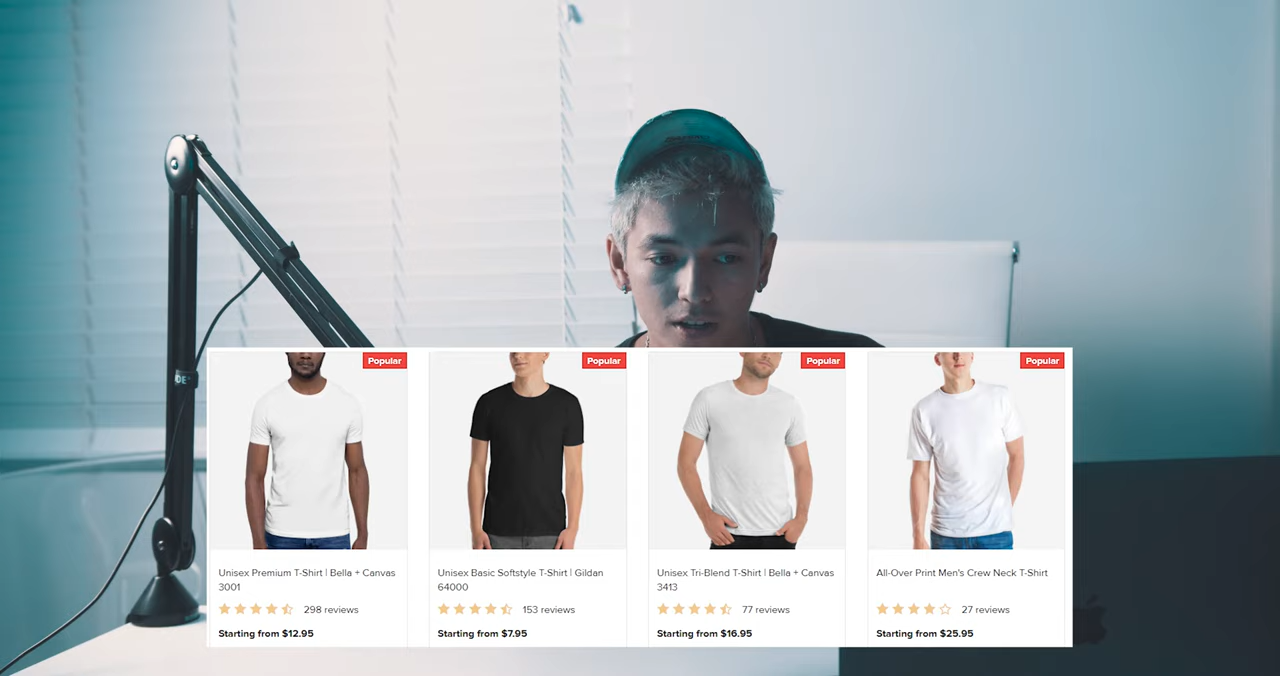 Popular
Popular
Popular
Popular
Unisex Premium T-Shirt | Bella + Canvas
3001
298 reviews
Starting from $12.95
Unisex Basic Softstyle T-Shirt | Gildan
64000
153 reviews
Starting from $7.95
Unisex Tri-Blend T-Shirt | Bella + Canvas
3413
77 reviews
Starting from $16.95
All-Over Print Men's Crew Neck T-Shirt
27 reviews
Starting from $25.95